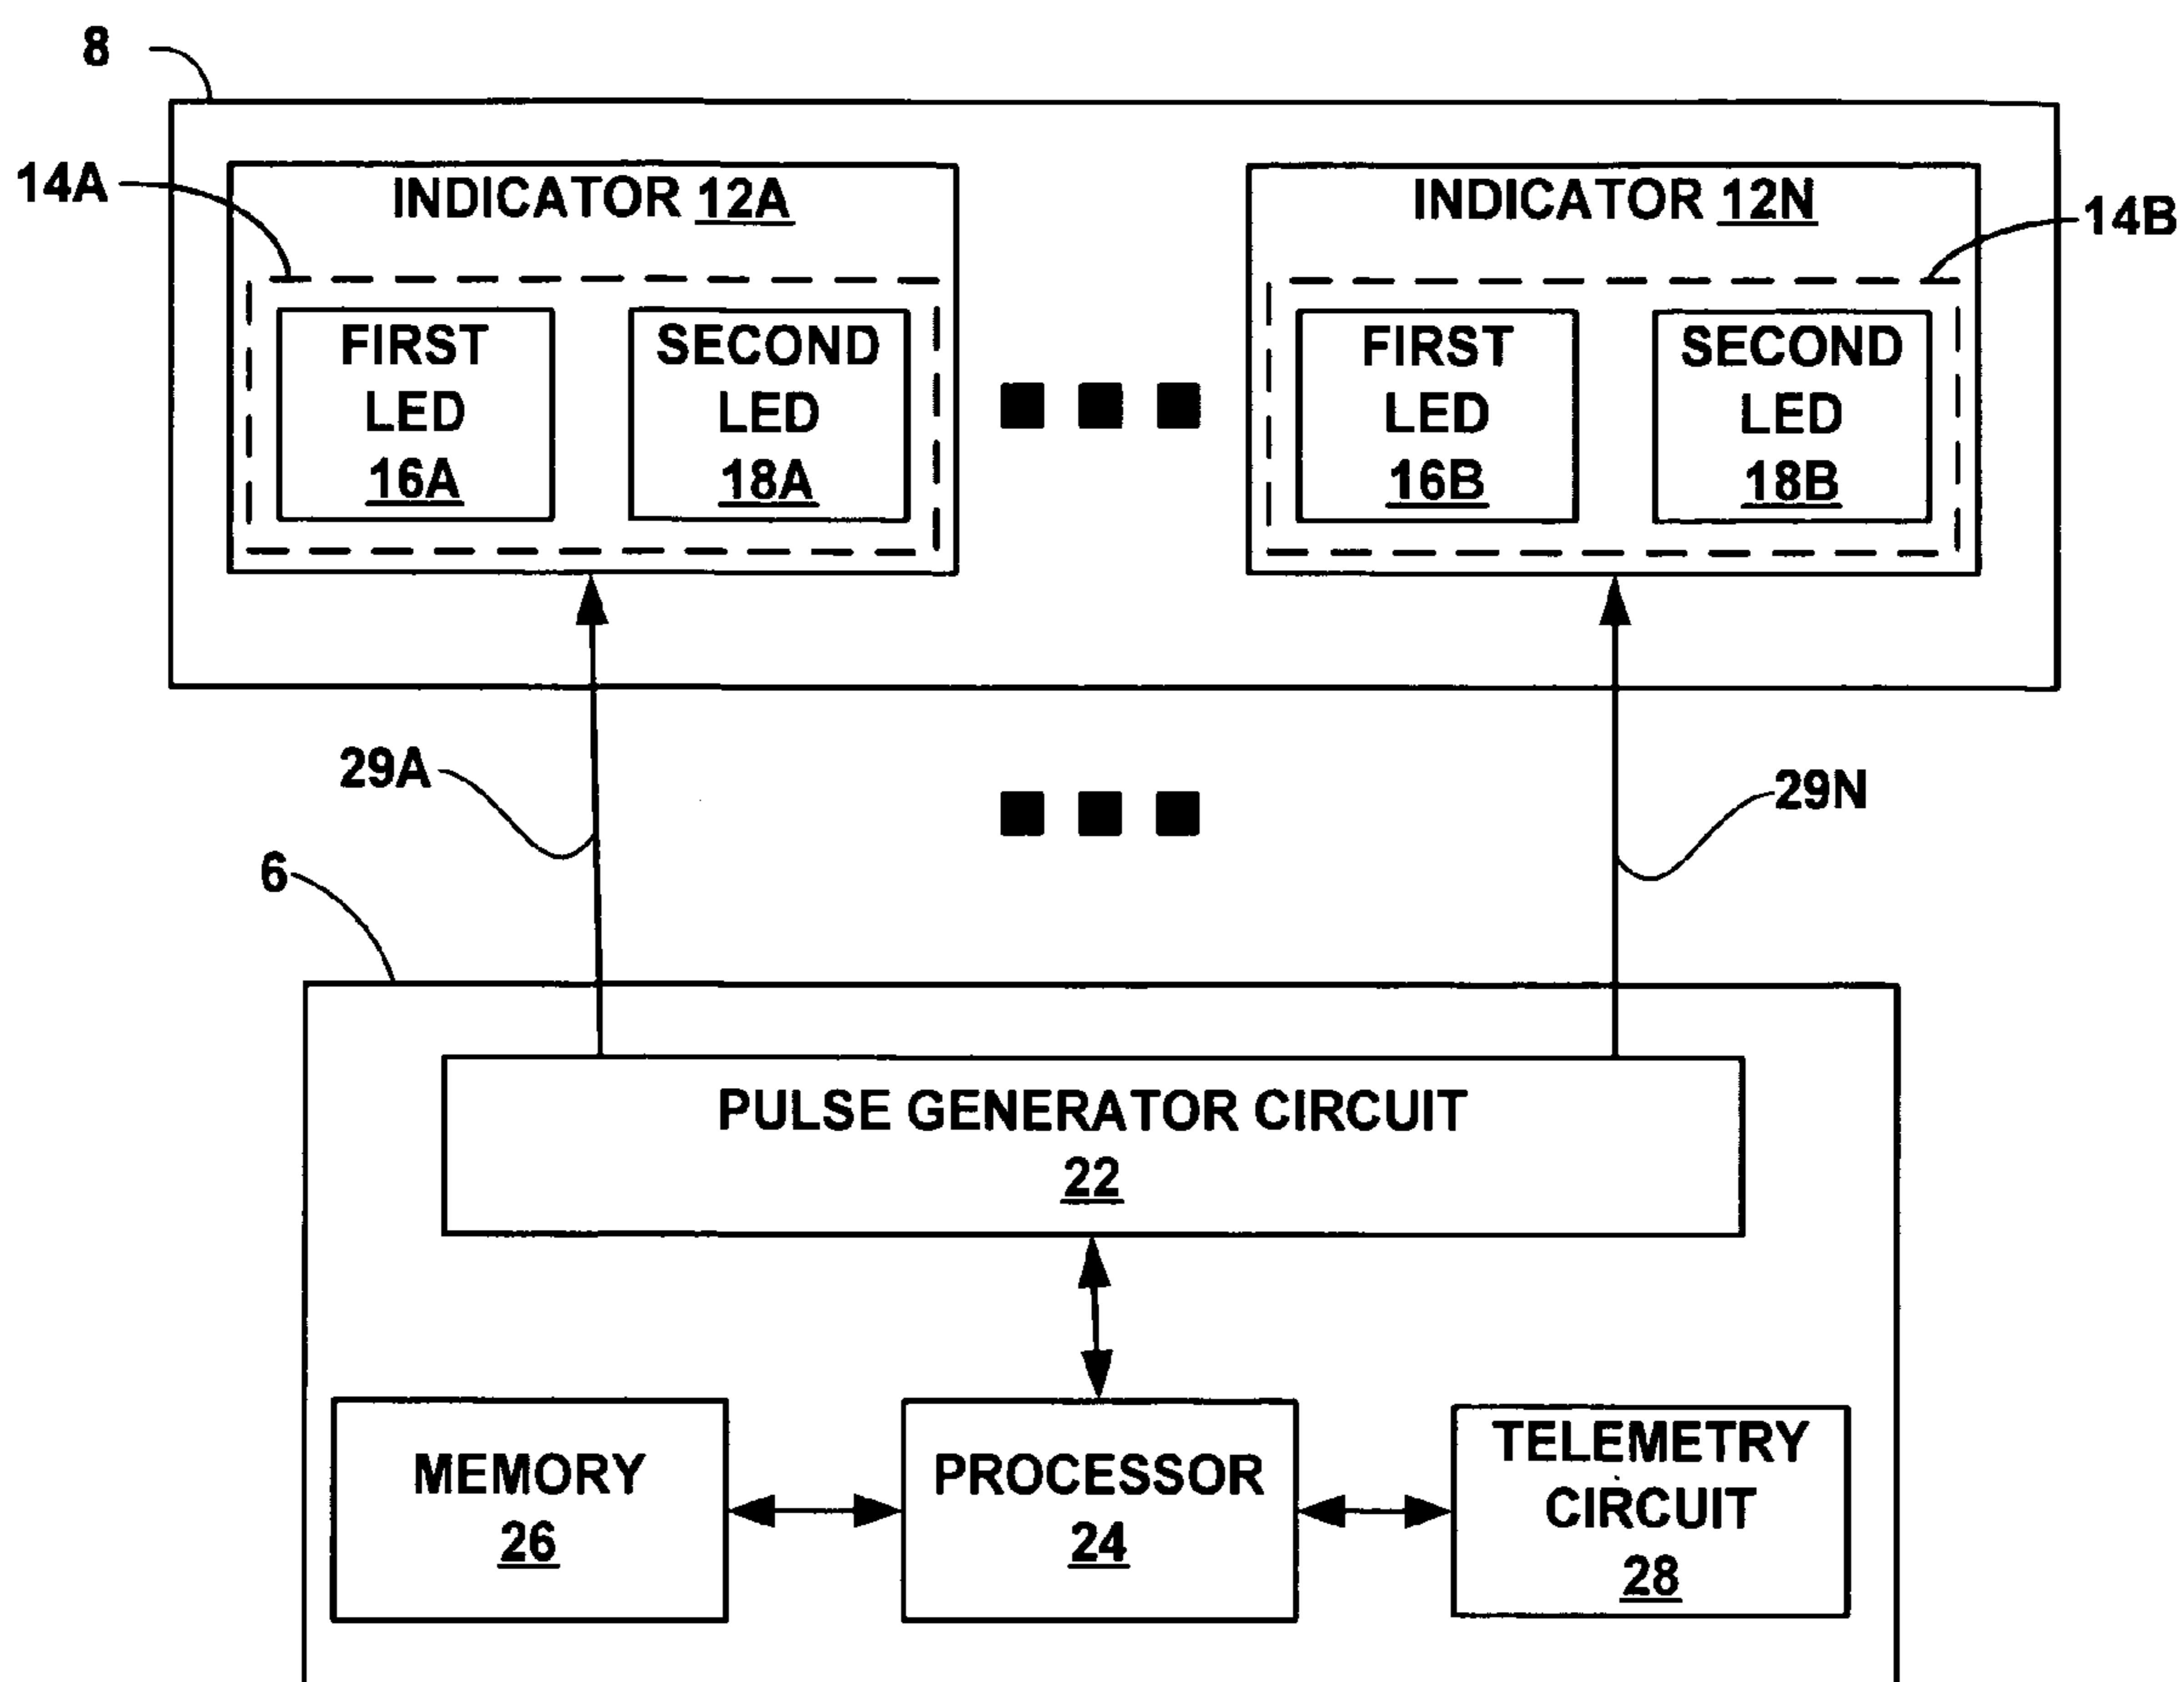 8
14A
INDICATOR 12A
INDICATOR 12N
14B
FIRST
LED
16A
SECOND
LED
18A
FIRST
LED
16B
SECOND
LED
18B
29A
29N
6
PULSE GENERATOR CIRCUIT
22
MEMORY
26
PROCESSOR
24
TELEMETRY
CIRCUIT
28